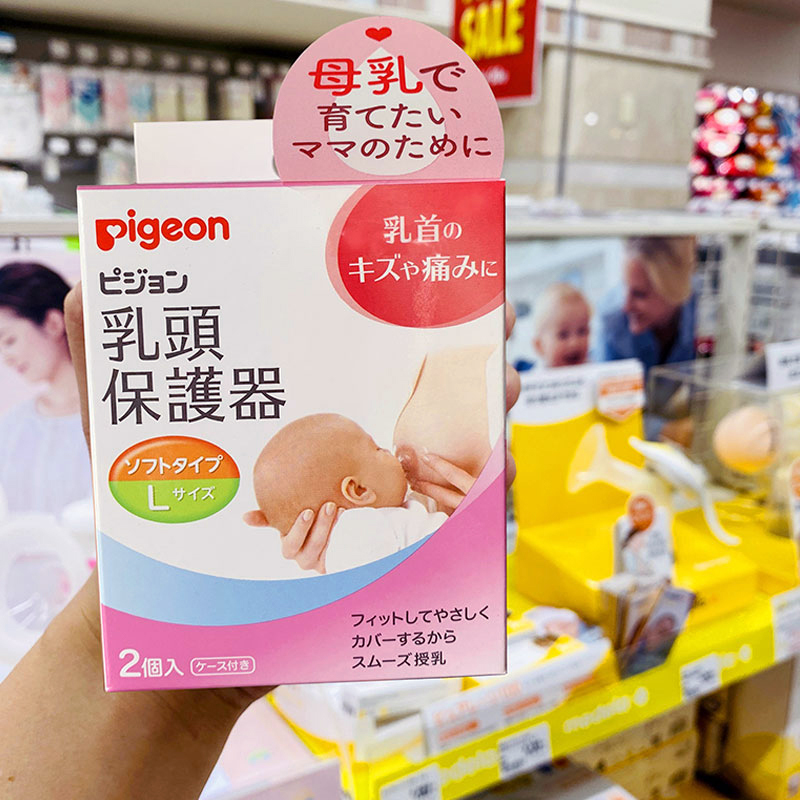 SALE
母乳で
育てたい
ママのために
Pigeon
ピジョン
乳頭
保護器
乳首の
キズや痛みに
ソフトタイプ
Lサイズ
フィットしてやさしく
カバーするから
スムーズ授乳
2個入 ケース付き
medela